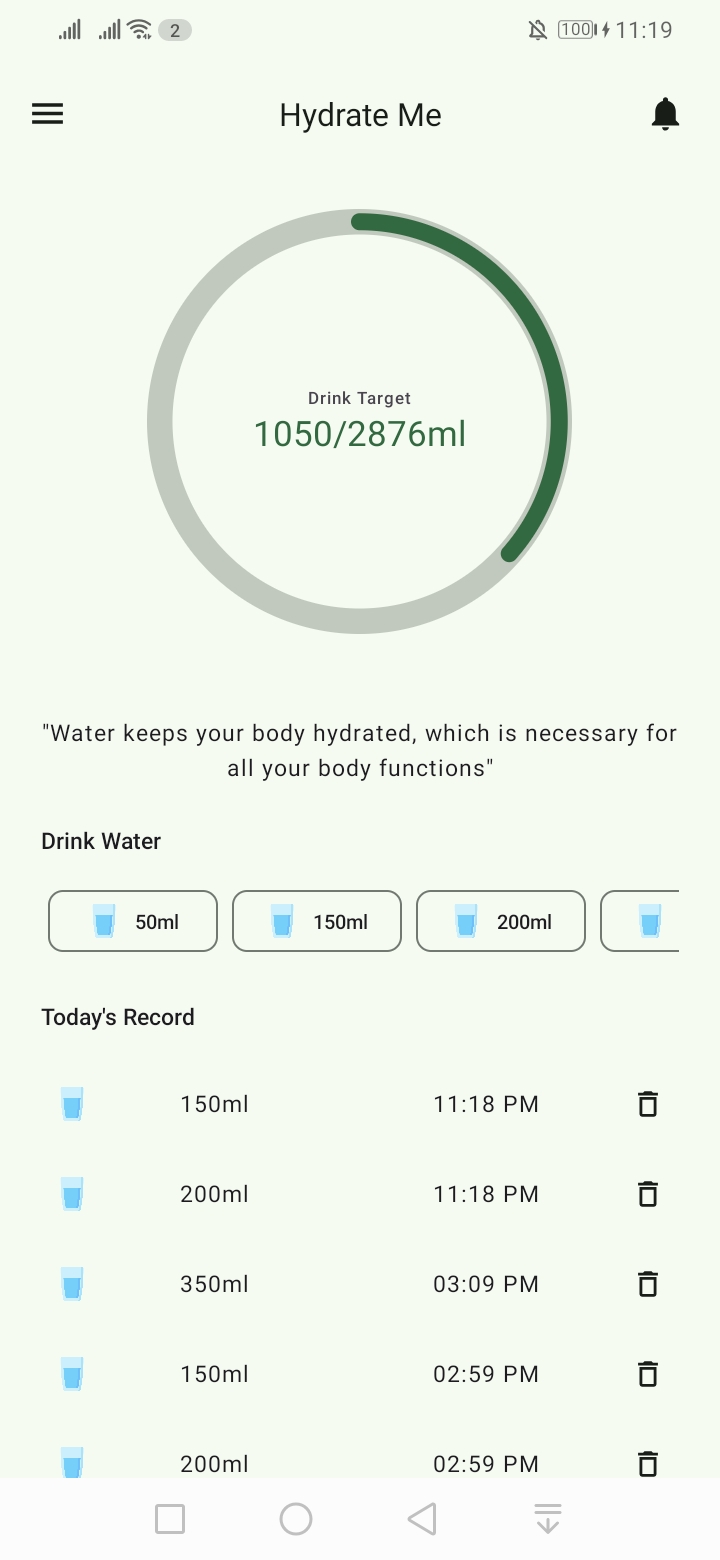 2
100
11:19
Hydrate Me
Drink Target
1050/2876ml
"Water keeps your body hydrated, which is necessary for
all your body functions"
Drink Water
50ml 150ml 200ml
Today's Record
150ml 11:18 PM
200ml 11:18 PM
350ml 03:09 PM
150ml 02:59 PM
200ml 02:59 PM